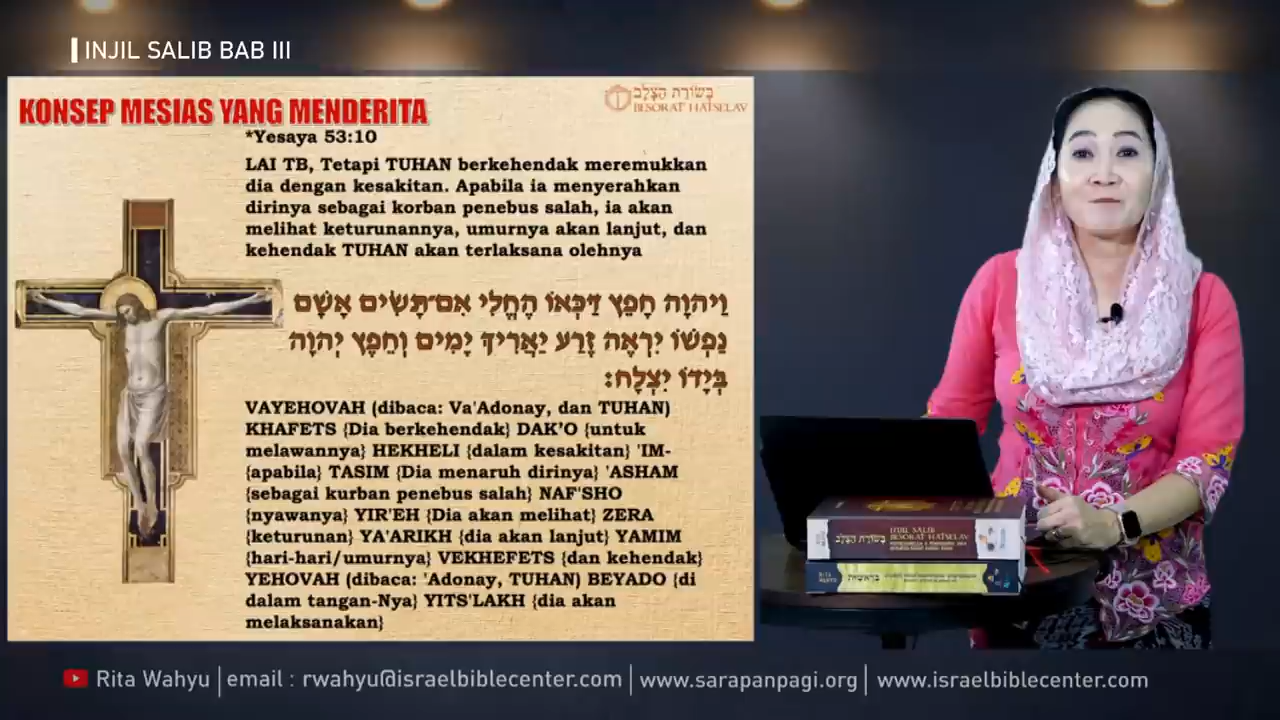 INJIL SALIB BAB III
KONSEP MESIAS YANG MENDERITA
בְּשׂוֹרַת הַצְּלָב
BESORAT HATSELAV
*Yesaya 53:10
LAI TB, Tetapi TUHAN berkehendak meremukkan
dia dengan kesakitan. Apabila ia menyerahkan
dirinya sebagai korban penebus salah, ia akan
melihat keturunannya, umurnya akan lanjut, dan
kehendak TUHAN akan terlaksana olehnya
וַיהוָה חָפֵץ דַּכְּאוֹ הֶחֱלִי אִם־תָּשִׂים אָשָׁם
נַפְשׁוֹ יִרְאֶה זֶרַע יַאֲרִיךְ יָמִים וְחֵפֶץ יְהוָה
בְּיָדוֹ יִצְלָח׃
VAYEHOVAH (dibaca: Va'Adonay, dan TUHAN)
KHAFETS {Dia berkehendak} DAK'O {untuk
melawannya} HEKHELI {dalam kesakitan} 'IM-
{apabila} TASIM {Dia menaruh dirinya} 'ASHAM
{sebagai kurban penebus salah} NAF'SHO
{nyawanya} YIR'EH {Dia akan melihat} ZERA
{keturunan} YA'ARIKH {dia akan lanjut} YAMIM
{hari-hari/umurnya} VEKHEFETS {dan kehendak}
YEHOVAH (dibaca: 'Adonay, TUHAN) BEYADO {di
dalam tangan-Nya} YITS'LAKH {dia akan
melaksanakan}
INJIL SALIB
BESORAT HATSELAV
בְּשׂוֹרַת הַצְּלָב
בְּרֵאשִׁית
Rita Wahyu | email : rwahyu@israelbiblecenter.com | www.sarapanpagi.org | www.israelbiblecenter.com